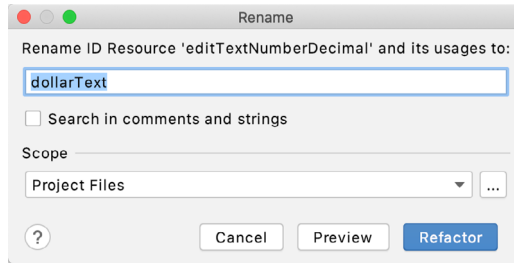 Rename
Rename ID Resource 'editTextNumberDecimal' and its usages to:
dollarText
Search in comments and strings
Scope
Project Files
...
?
Cancel
Preview
Refactor